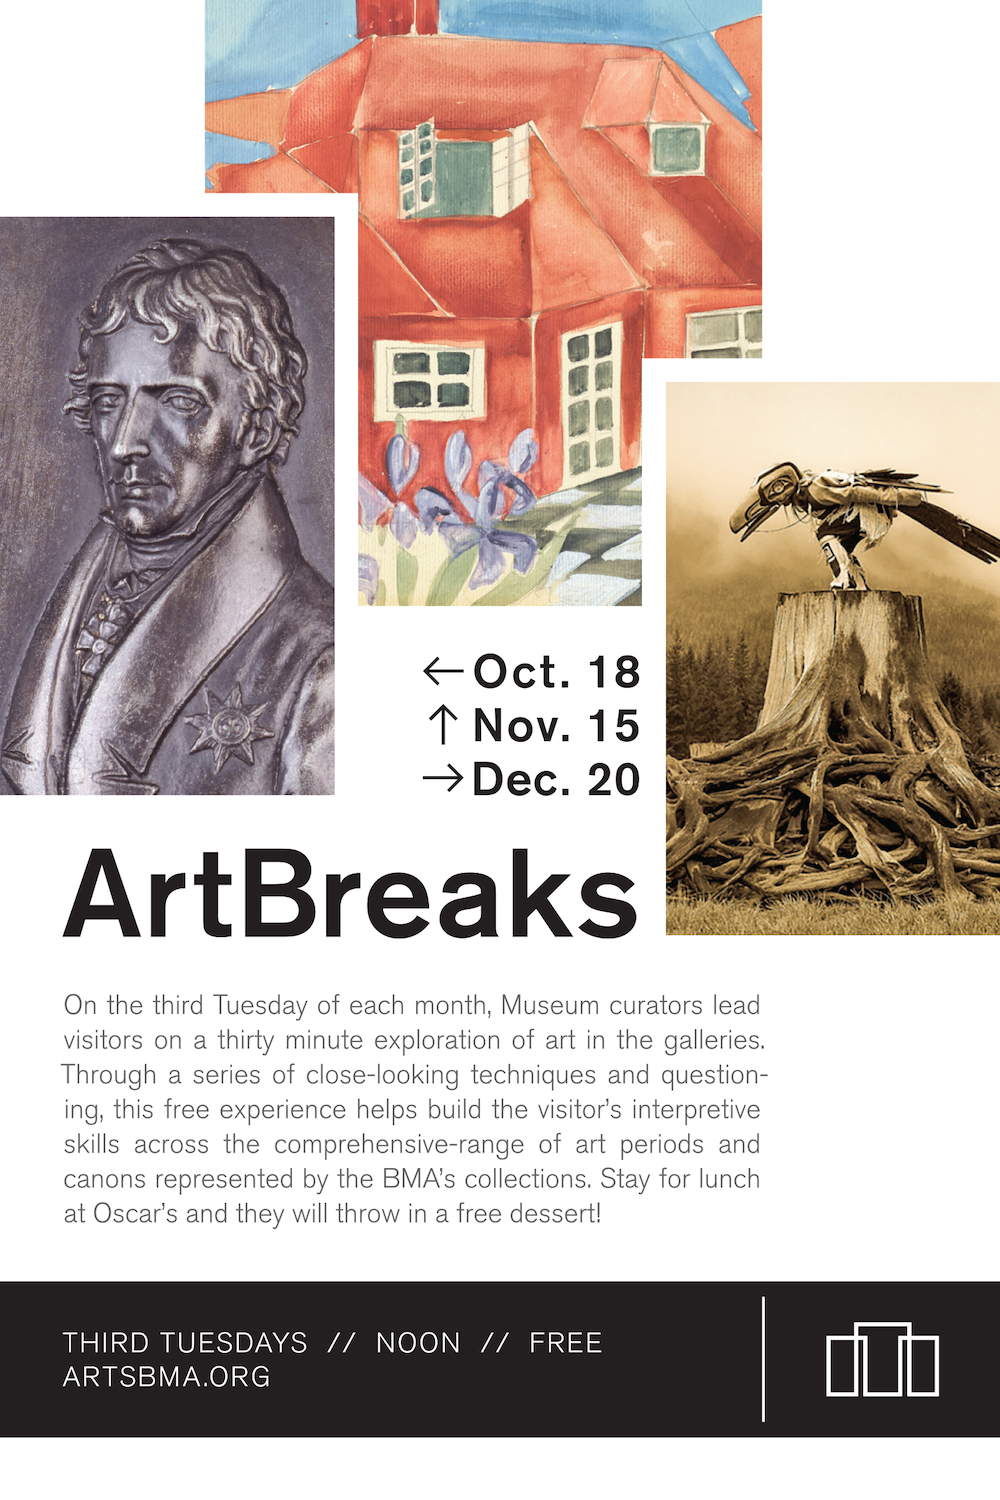 ← Oct. 18
↑ Nov. 15
→ Dec. 20
ArtBreaks
On the third Tuesday of each month, Museum curators lead
visitors on a thirty minute exploration of art in the galleries.
Through a series of close-looking techniques and question-
ing, this free experience helps build the visitor’s interpretive
skills across the comprehensive-range of art periods and
canons represented by the BMA’s collections. Stay for lunch
at Oscar’s and they will throw in a free dessert!
THIRD TUESDAYS // NOON // FREE
ARTSBMA.ORG